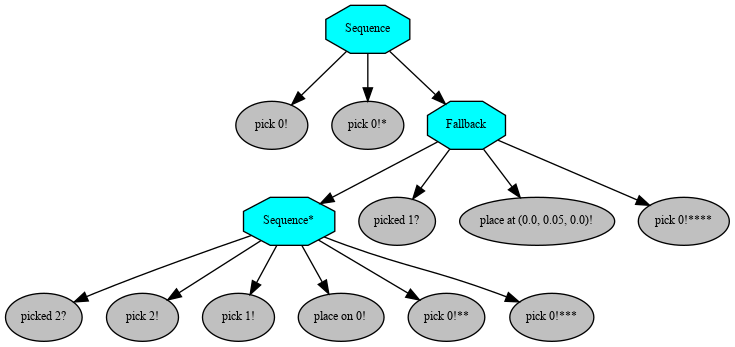 Sequence
pick 0!
pick 0!*
Fallback
Sequence*
picked 1?
place at (0.0, 0.05, 0.0)!
pick 0!****
picked 2?
pick 2!
pick 1!
place on 0!
pick 0!**
pick 0!***